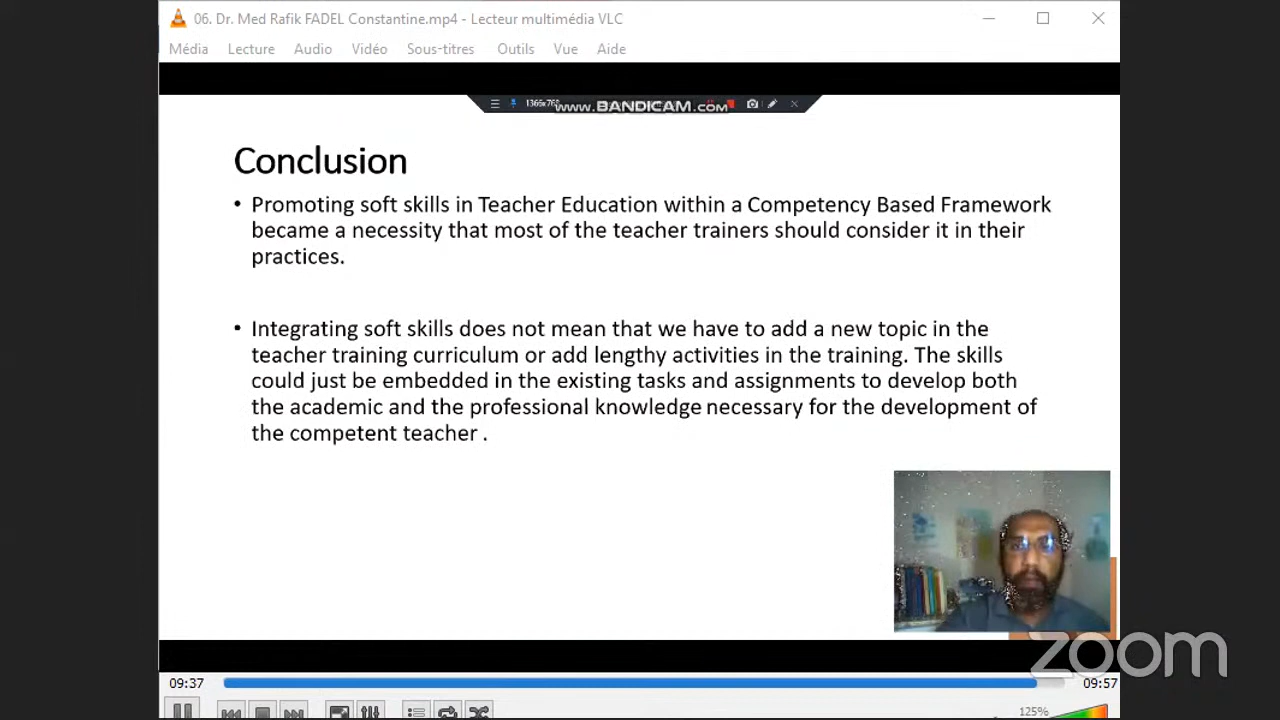 06. Dr. Med Rafik FADEL Constantine.mp4 - Lecteur multimédia VLC
Média Lecture Audio Vidéo Sous-titres Outils Vue Aide
1366x768
www.BANDICAM.COM
Conclusion
• Promoting soft skills in Teacher Education within a Competency Based Framework
became a necessity that most of the teacher trainers should consider it in their
practices.
• Integrating soft skills does not mean that we have to add a new topic in the
teacher training curriculum or add lengthy activities in the training. The skills
could just be embedded in the existing tasks and assignments to develop both
the academic and the professional knowledge necessary for the development of
the competent teacher .
zoom
09:37 09:57
125%